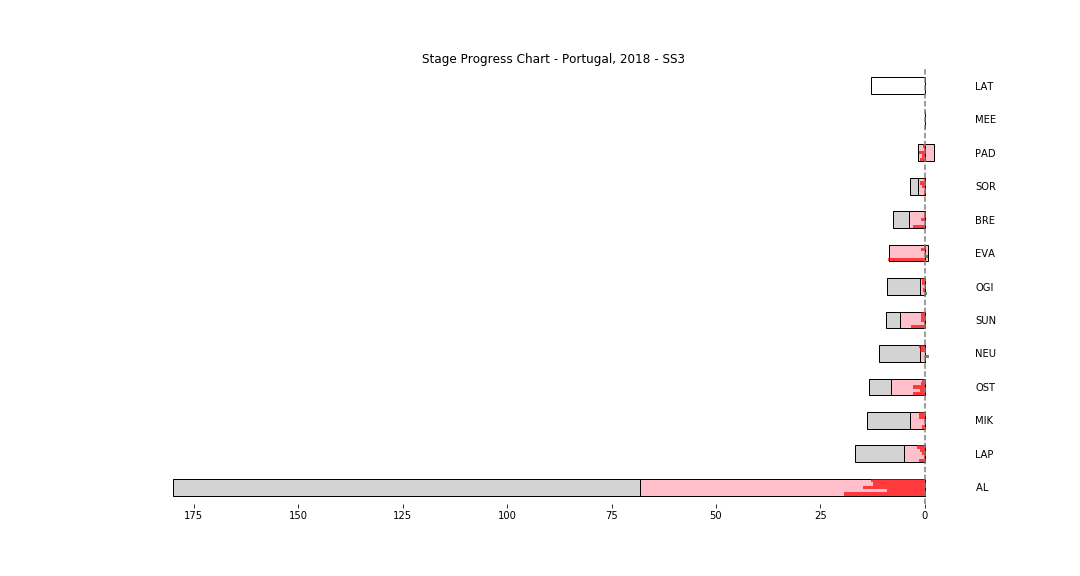 Stage Progress Chart - Portugal, 2018 - SS3
LAT
MEE
PAD
SOR
BRE
EVA
OGI
SUN
NEU
OST
MIK
LAP
AL
175 150 125 100 75 50 25 0